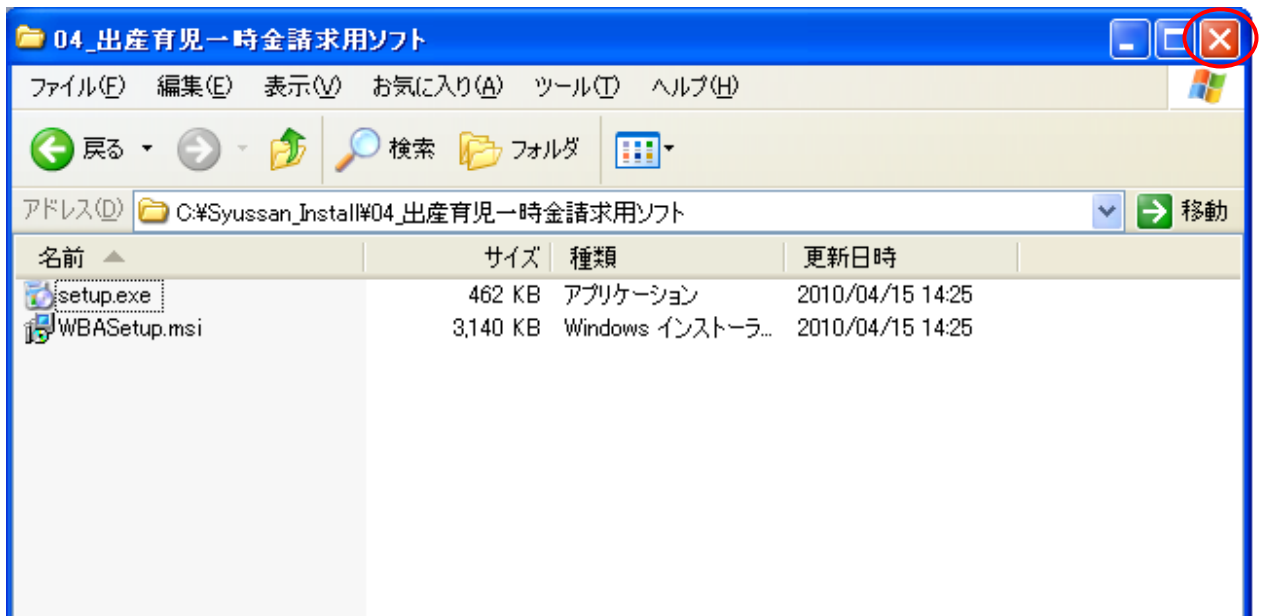 04_出産育児一時金請求用ソフト
ファイル(F) 編集(E) 表示(V) お気に入り(A) ツール(T) ヘルプ(H)
戻る 検索 フォルダ
アドレス(D) C:¥Syussan_Install¥04_出産育児一時金請求用ソフト 移動
名前 サイズ 種類 更新日時
setup.exe 462 KB アプリケーション 2010/04/15 14:25
WBASetup.msi 3,140 KB Windows インストーラ... 2010/04/15 14:25